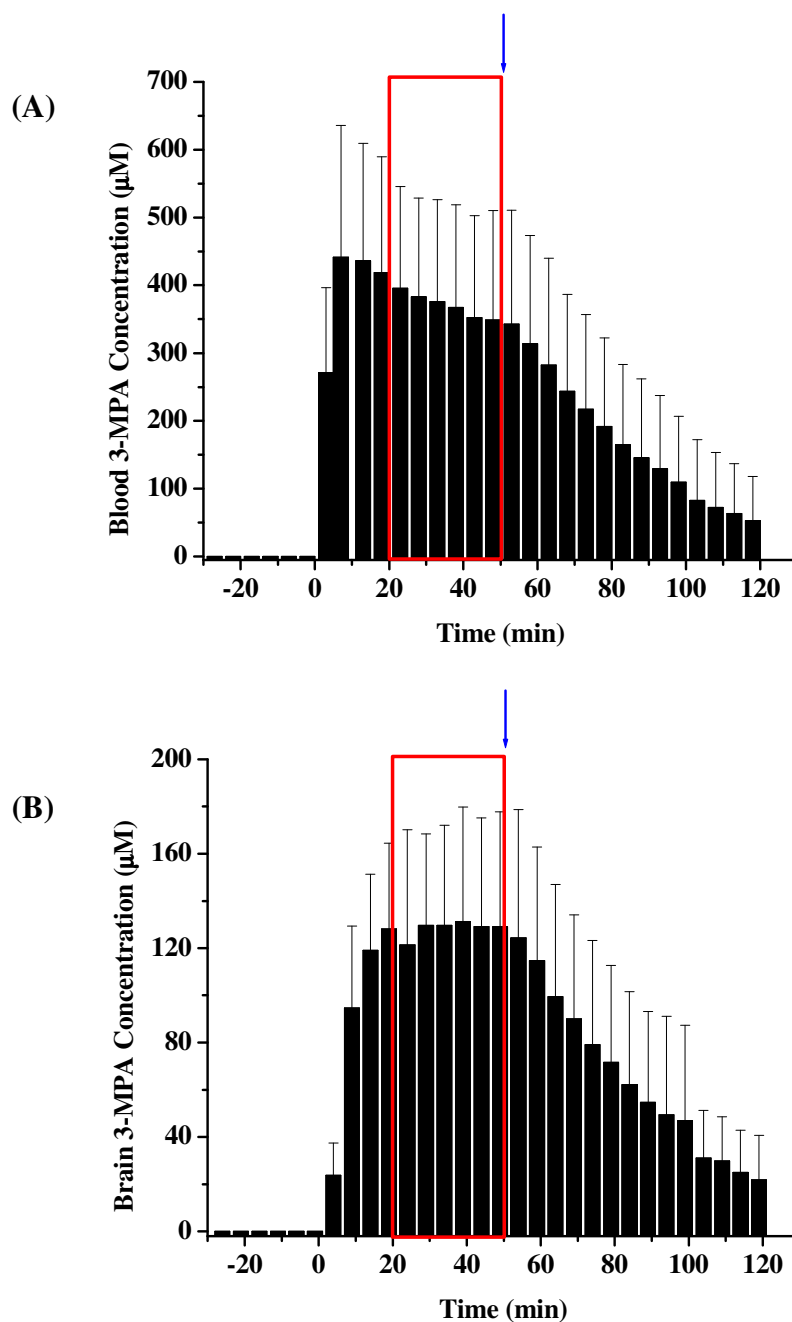 (A)
Blood 3-MPA Concentration (µM)
700
600
500
400
300
200
100
0
-20 0 20 40 60 80 100 120
Time (min)
(B)
Brain 3-MPA Concentration (µM)
200
160
120
80
40
0
-20 0 20 40 60 80 100 120
Time (min)